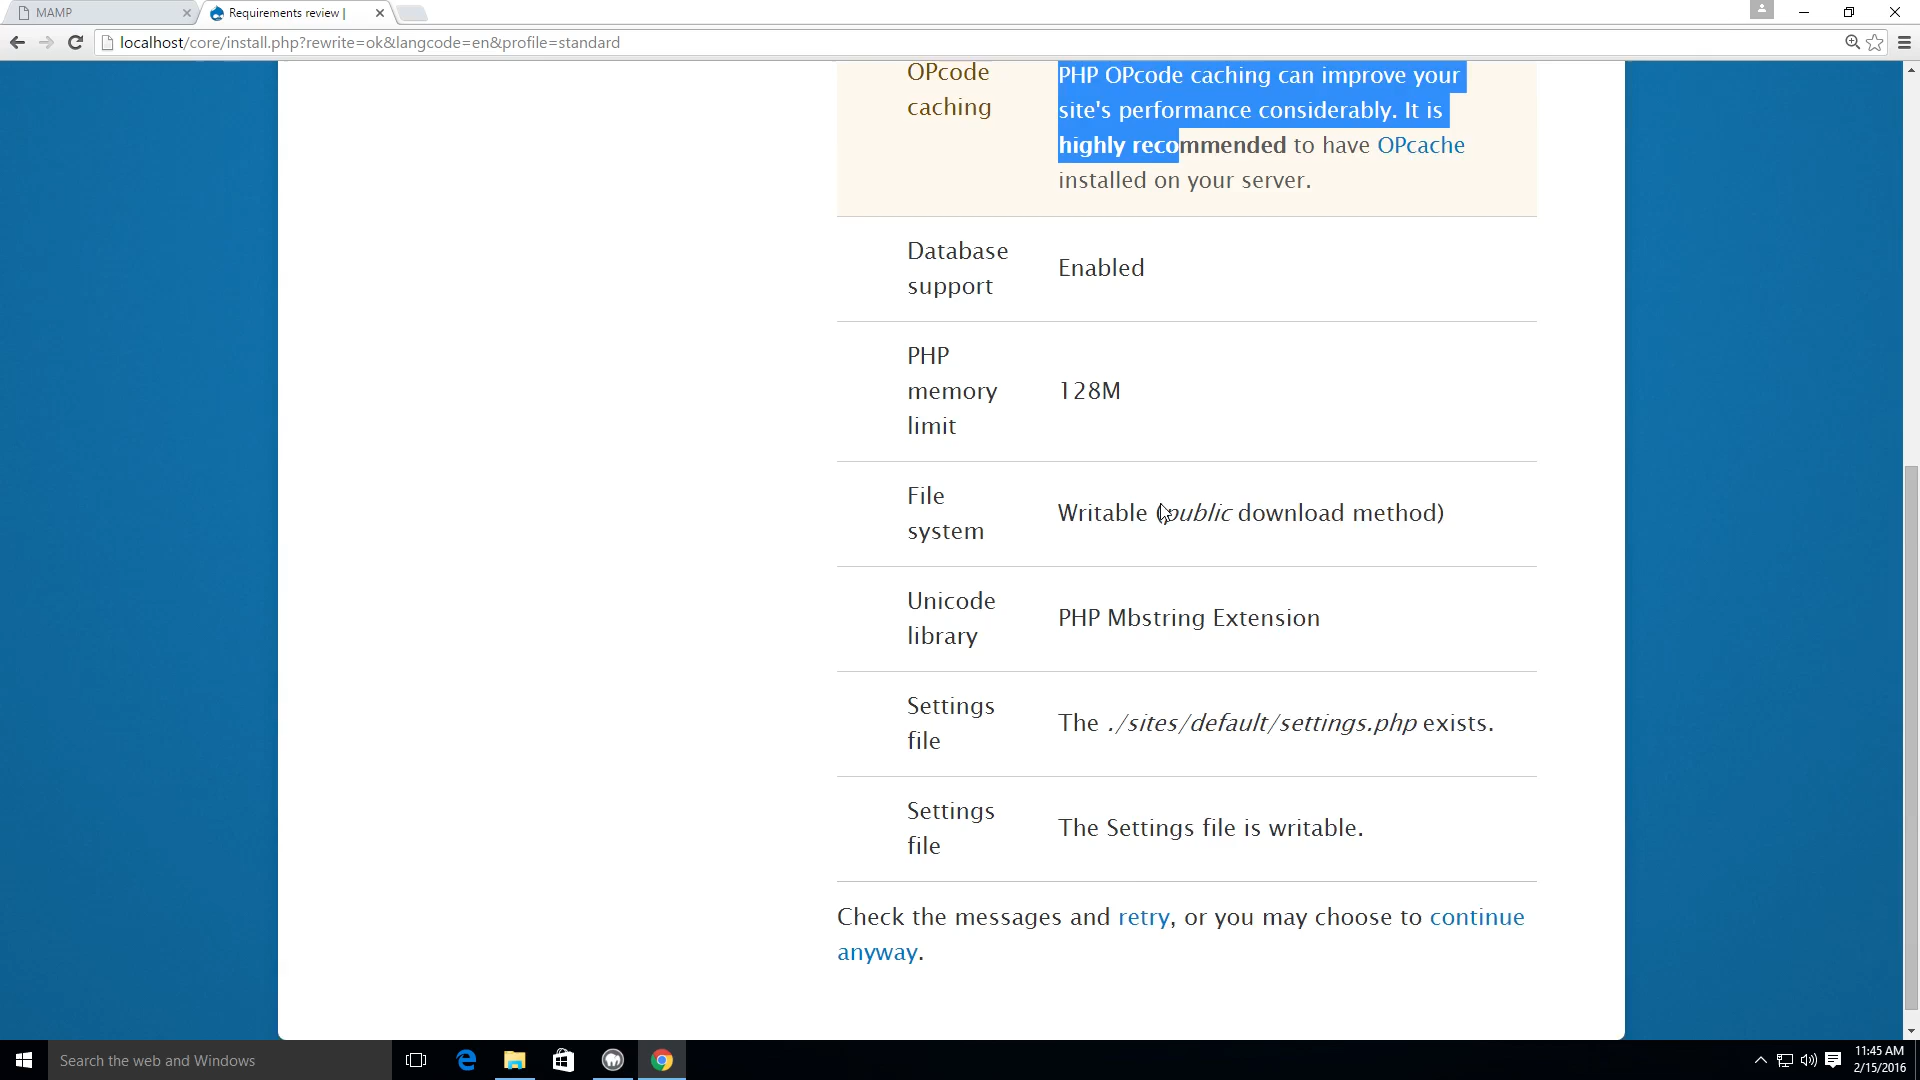 MAMP
Requirements review |
localhost/core/install.php?rewrite=ok&langcode=en&profile=standard
OPcode
caching
PHP OPcode caching can improve your
site's performance considerably. It is
highly recommended to have OPcache
installed on your server.
Database
support
Enabled
PHP
memory
limit
128M
File
system
Writable (public download method)
Unicode
library
PHP Mbstring Extension
Settings
file
The ./sites/default/settings.php exists.
Settings
file
The Settings file is writable.
Check the messages and retry, or you may choose to continue
anyway.
Search the web and Windows
11:45 AM
2/15/2016